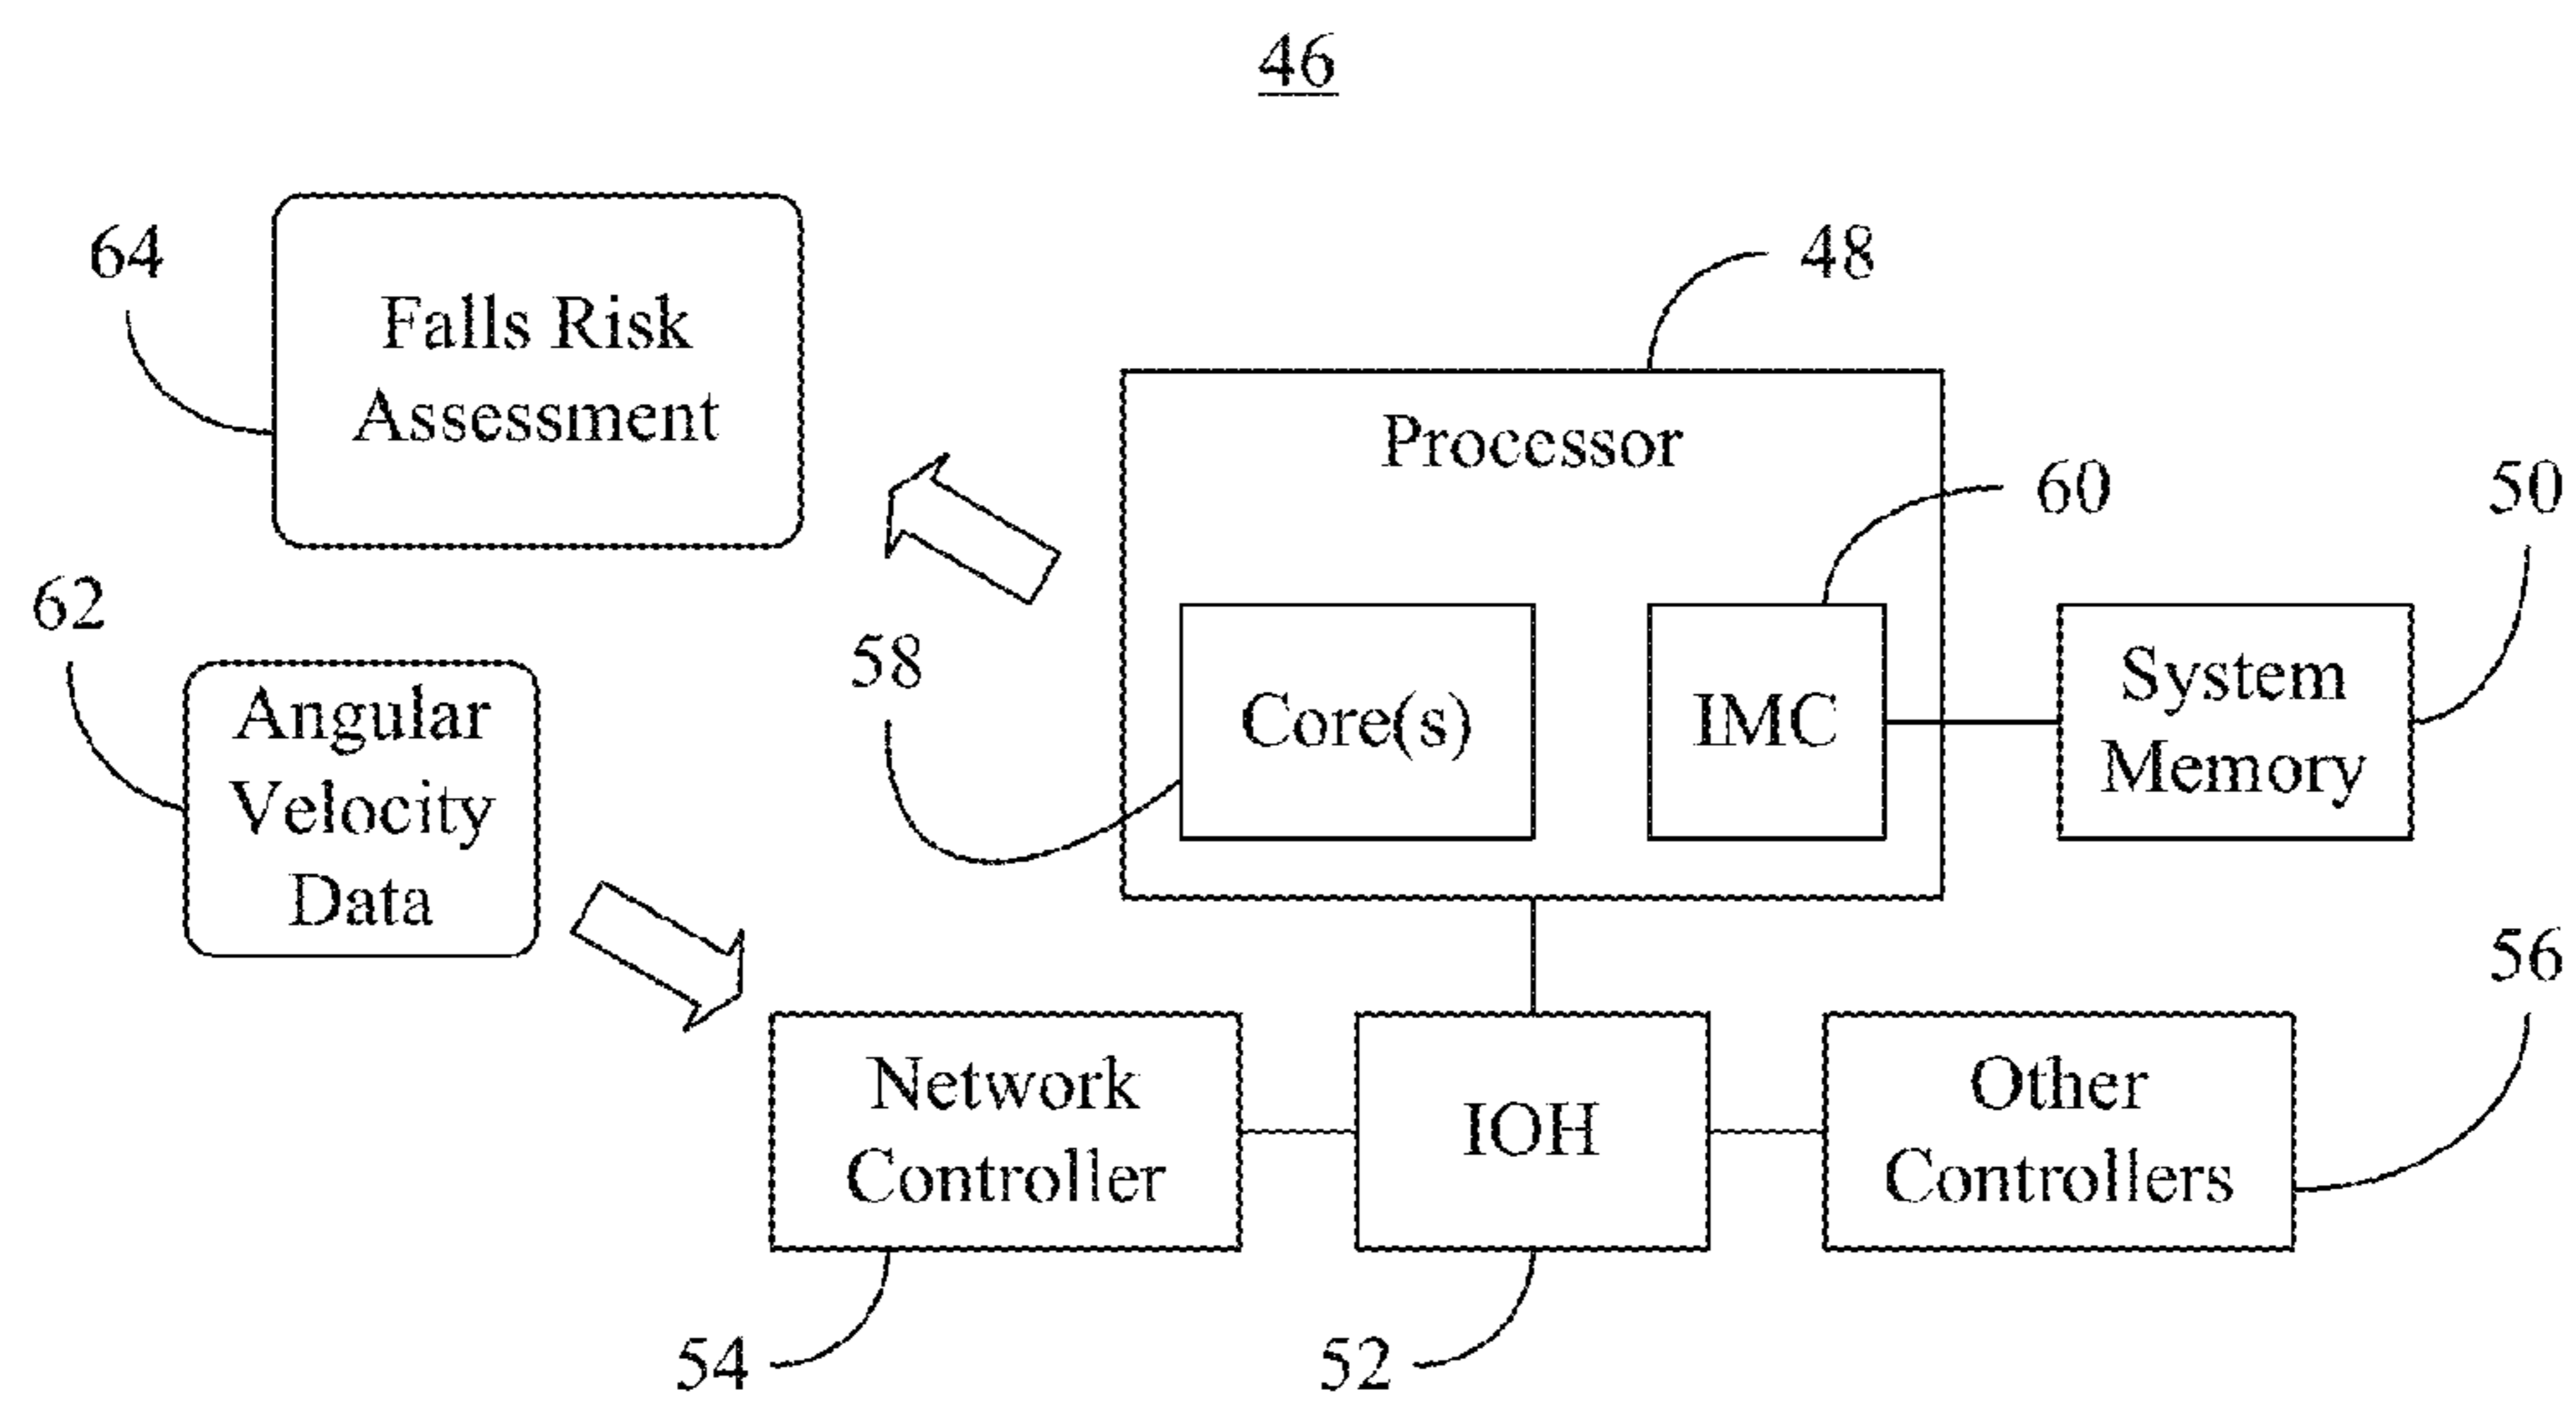 46
64
Falls Risk
Assessment
48
Processor
60
50
62
Angular
Velocity
Data
58
Core(s)
IMC
System
Memory
56
Network
Controller
IOH
Other
Controllers
54
52